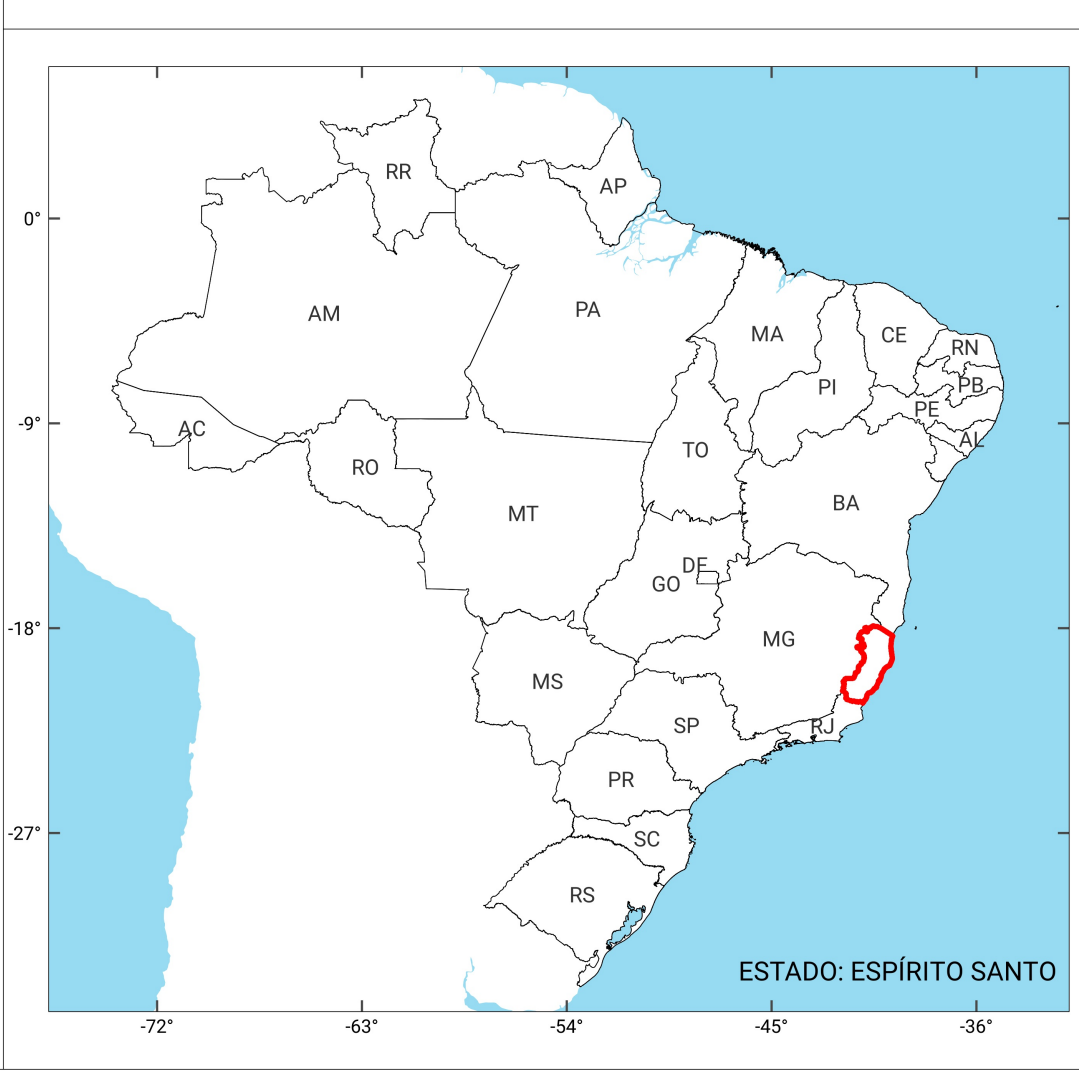 RR
AP
0°
AM
PA
MA
CE
RN
PI
PB
PE
AC
-9°
AL
TO
RO
BA
MT
DF
GO
-18°
MG
MS
SP
RJ
PR
-27°
SC
RS
ESTADO: ESPÍRITO SANTO
-72°
-63°
-54°
-45°
-36°